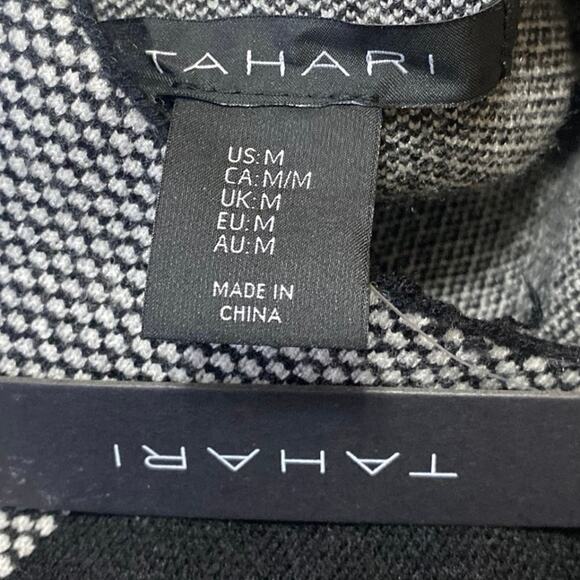 TAHARI
US: M
CA: M/M
UK: M
EU: M
AU: M
MADE IN
CHINA
TAHARI